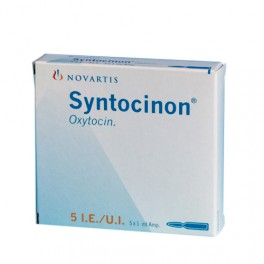 NOVARTIS
Syntocinon®
Oxytocin.
5 I.E./U.I.